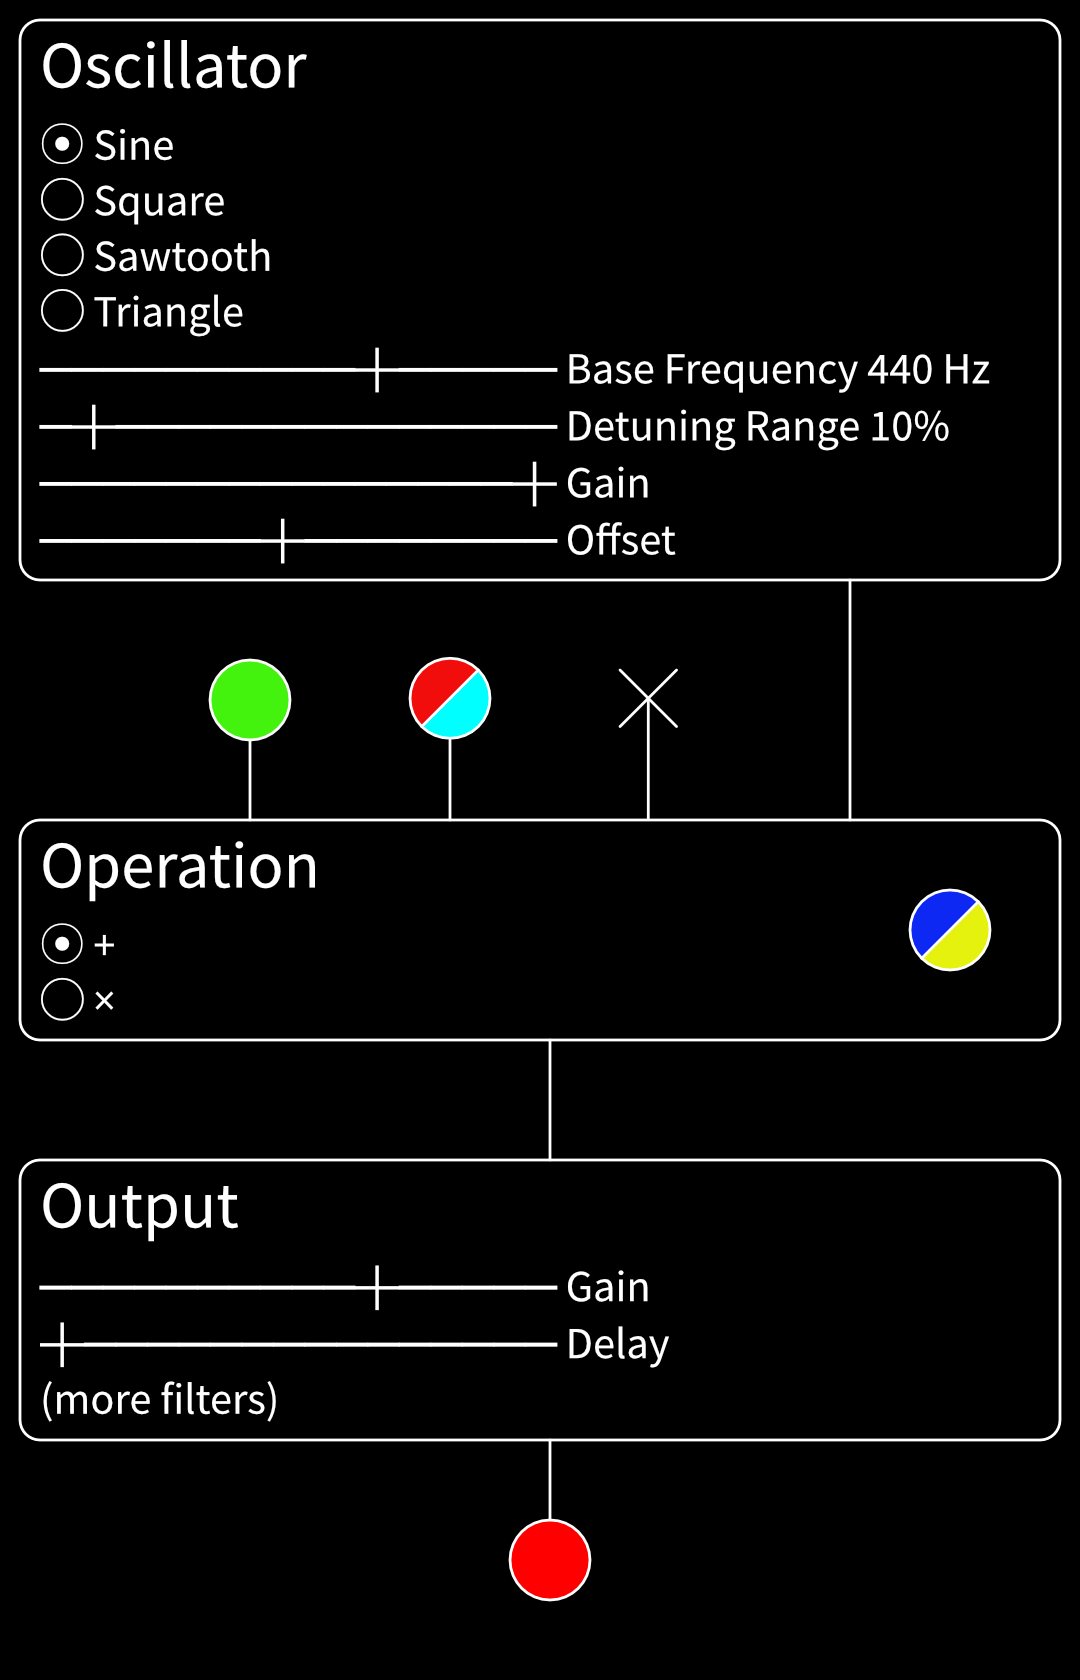 Oscillator
Sine
Square
Sawtooth
Triangle
Base Frequency 440 Hz
Detuning Range 10%
Gain
Offset
Operation
+
×
Output
Gain
Delay
(more filters)